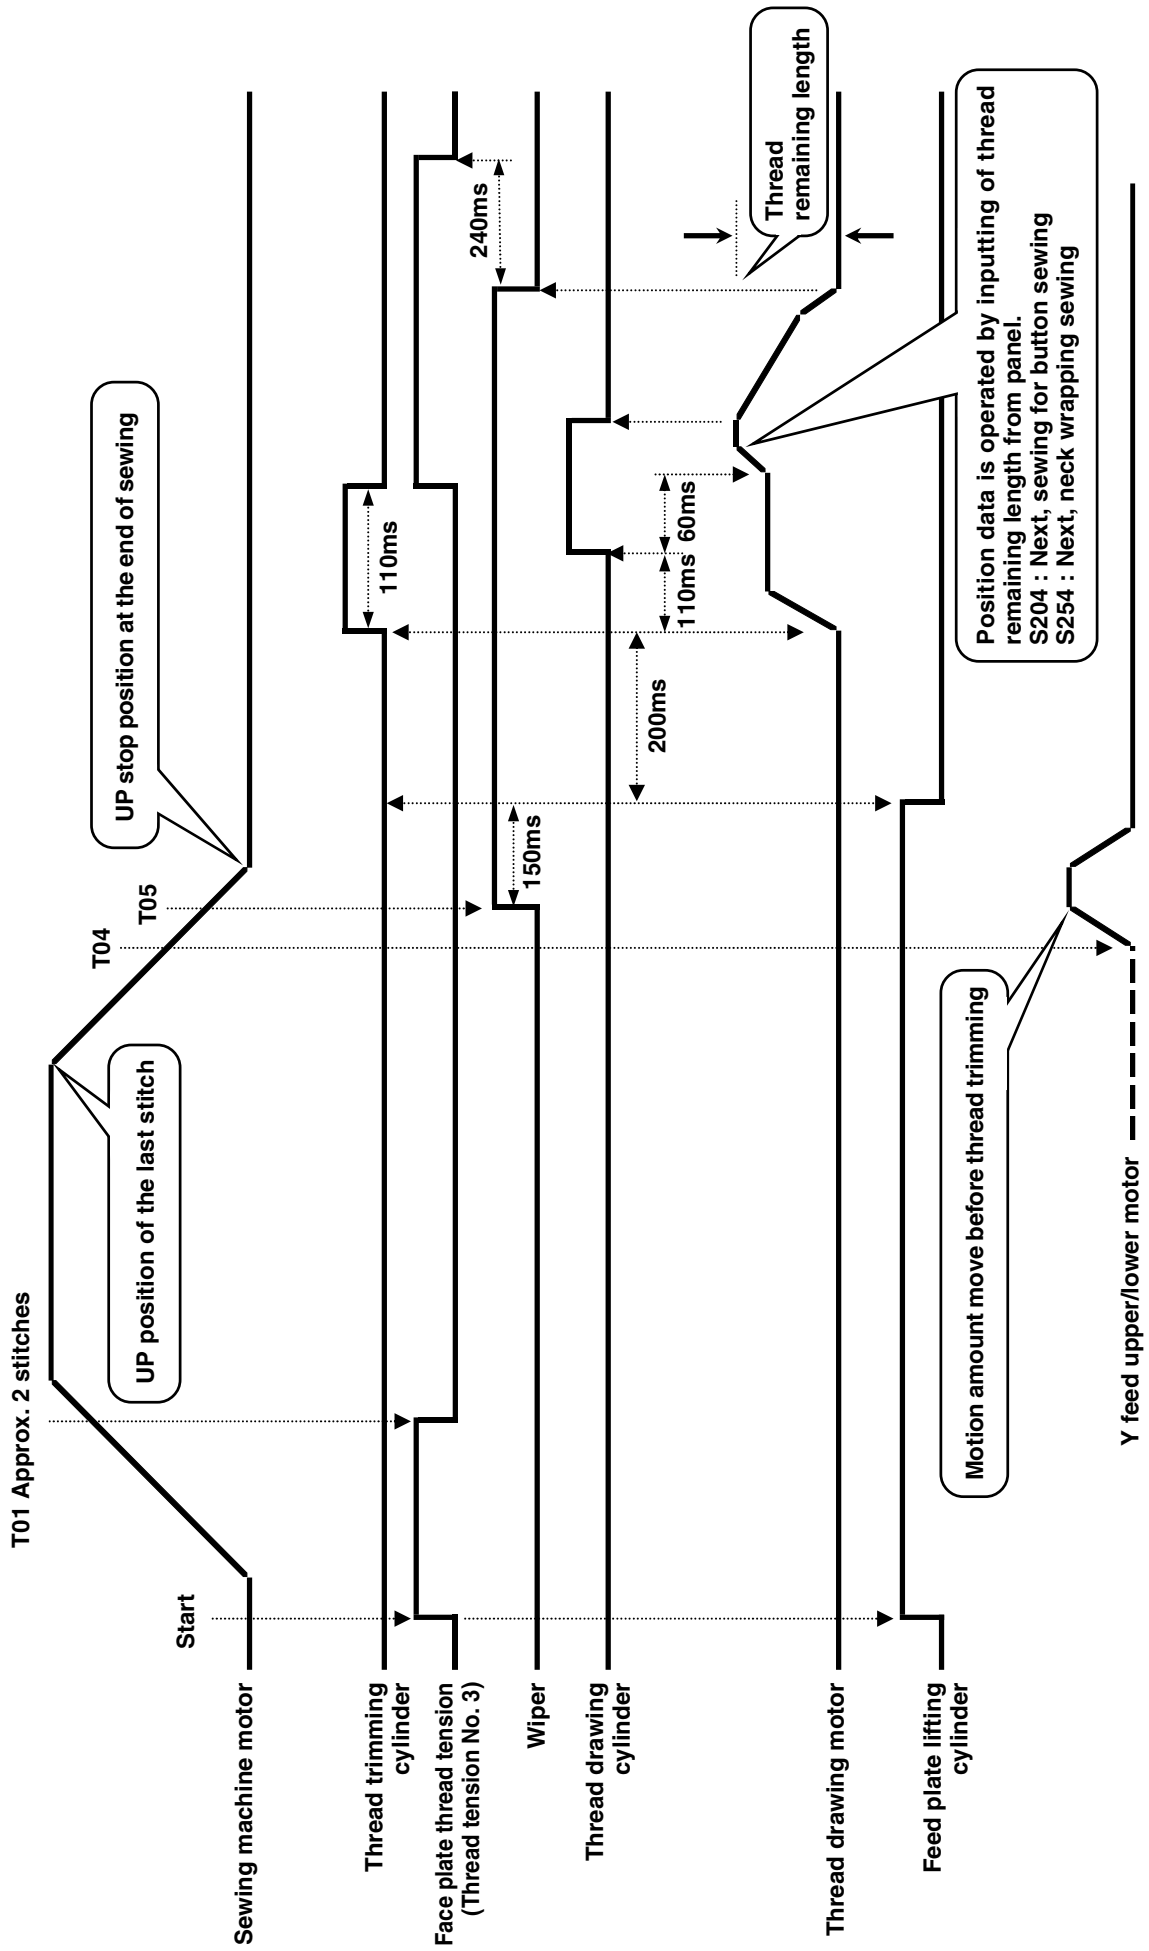 T01 Approx. 2 stitches
Start
T04
T05
UP position of the last stitch
UP stop position at the end of sewing
Sewing machine motor
Thread trimming
cylinder
110ms
Face plate thread tension
(Thread tension No. 3)
240ms
Wiper
150ms
Thread drawing
cylinder
200ms
110ms
60ms
Thread
remaining length
Thread drawing motor
Feed plate lifting
cylinder
Position data is operated by inputting of thread
remaining length from panel.
S204 : Next, sewing for button sewing
S254 : Next, neck wrapping sewing
Motion amount move before thread trimming
Y feed upper/lower motor